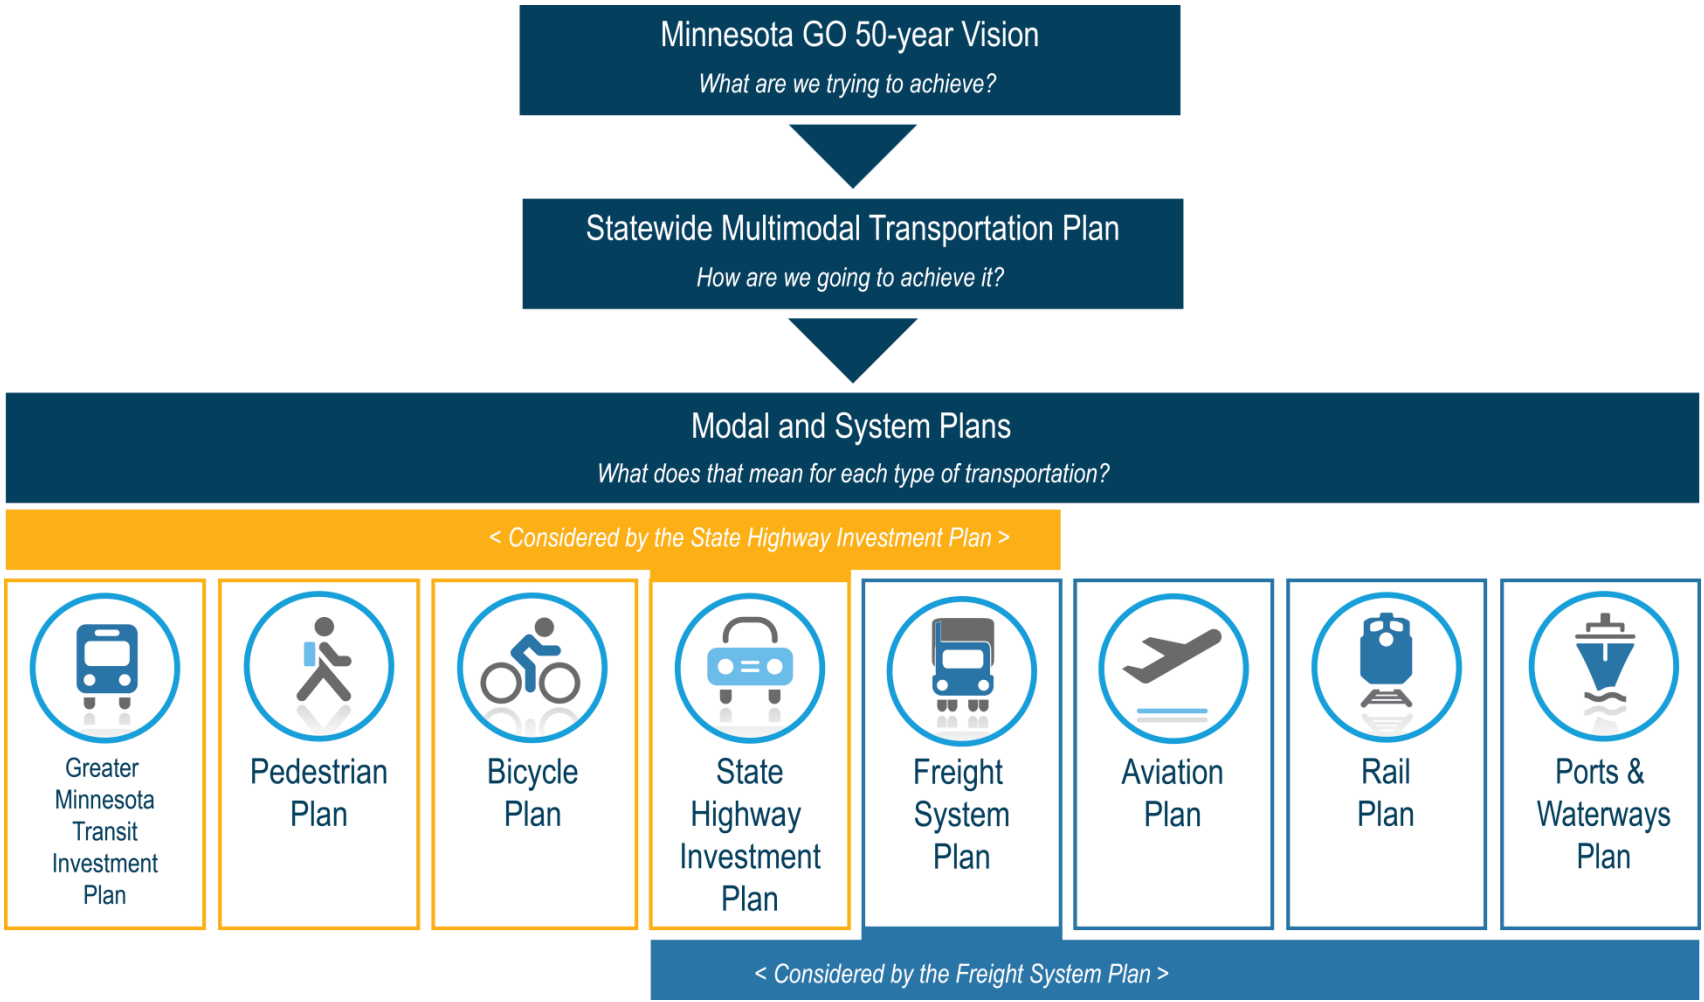 Minnesota GO 50-year Vision
What are we trying to achieve?
Statewide Multimodal Transportation Plan
How are we going to achieve it?
Modal and System Plans
What does that mean for each type of transportation?
< Considered by the State Highway Investment Plan >
Greater
Minnesota
Transit
Investment
Plan
Pedestrian
Plan
Bicycle
Plan
State
Highway
Investment
Plan
Freight
System
Plan
Aviation
Plan
Rail
Plan
Ports &
Waterways
Plan
< Considered by the Freight System Plan >